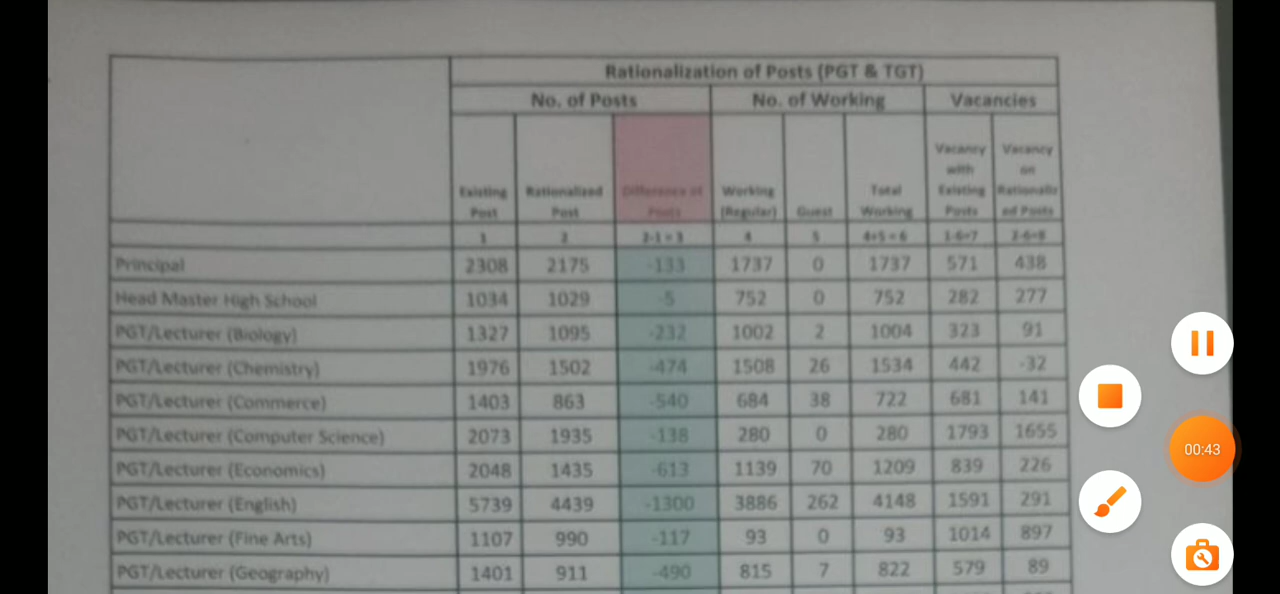 Rationalization of Posts (PGT & TGT)
No. of Posts No. of Working Vacancies
Existing Post Rationalized Post Difference of Posts Working (Regular) Guest Total Working Vacancy with Existing Posts Vacancy on Rationalized Posts
1 2 2-1 = 3 4 5 4+5 = 6 1-6=7 2-6=8
Principal 2308 2175 -133 1737 0 1737 571 438
Head Master High School 1034 1029 -5 752 0 752 282 277
PGT/Lecturer (Biology) 1327 1095 -232 1002 2 1004 323 91
PGT/Lecturer (Chemistry) 1976 1502 -474 1508 26 1534 442 -32
PGT/Lecturer (Commerce) 1403 863 -540 684 38 722 681 141
PGT/Lecturer (Computer Science) 2073 1935 -138 280 0 280 1793 1655
PGT/Lecturer (Economics) 2048 1435 -613 1139 70 1209 839 226
PGT/Lecturer (English) 5739 4439 -1300 3886 262 4148 1591 291
PGT/Lecturer (Fine Arts) 1107 990 -117 93 0 93 1014 897
PGT/Lecturer (Geography) 1401 911 -490 815 7 822 579 89
00:43